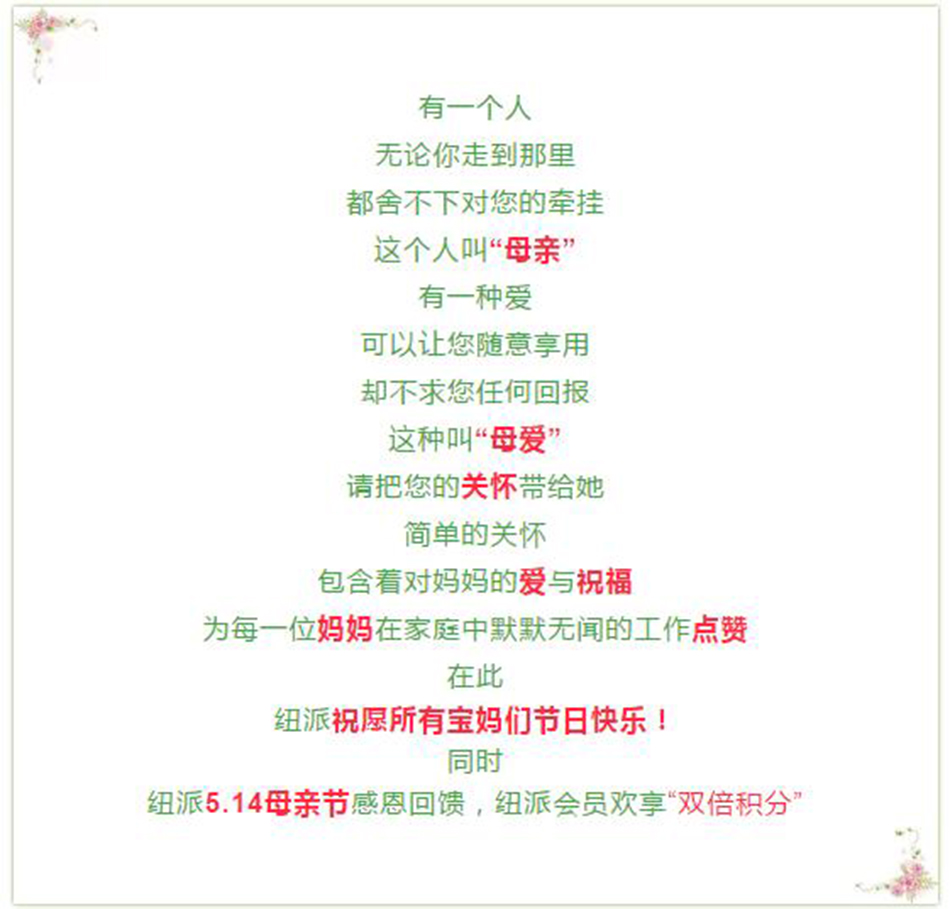 有一个人
无论你走到那里
都舍不下对您的牵挂
这个人叫“母亲”
有一种爱
可以让您随意享用
却不求您任何回报
这种叫“母爱”
请把您的关怀带给她
简单的关怀
包含着对妈妈的爱与祝福
为每一位妈妈在家庭中默默无闻的工作点赞
在此
纽派祝愿所有宝妈们节日快乐！
同时
纽派5.14母亲节感恩回馈，纽派会员欢享“双倍积分”